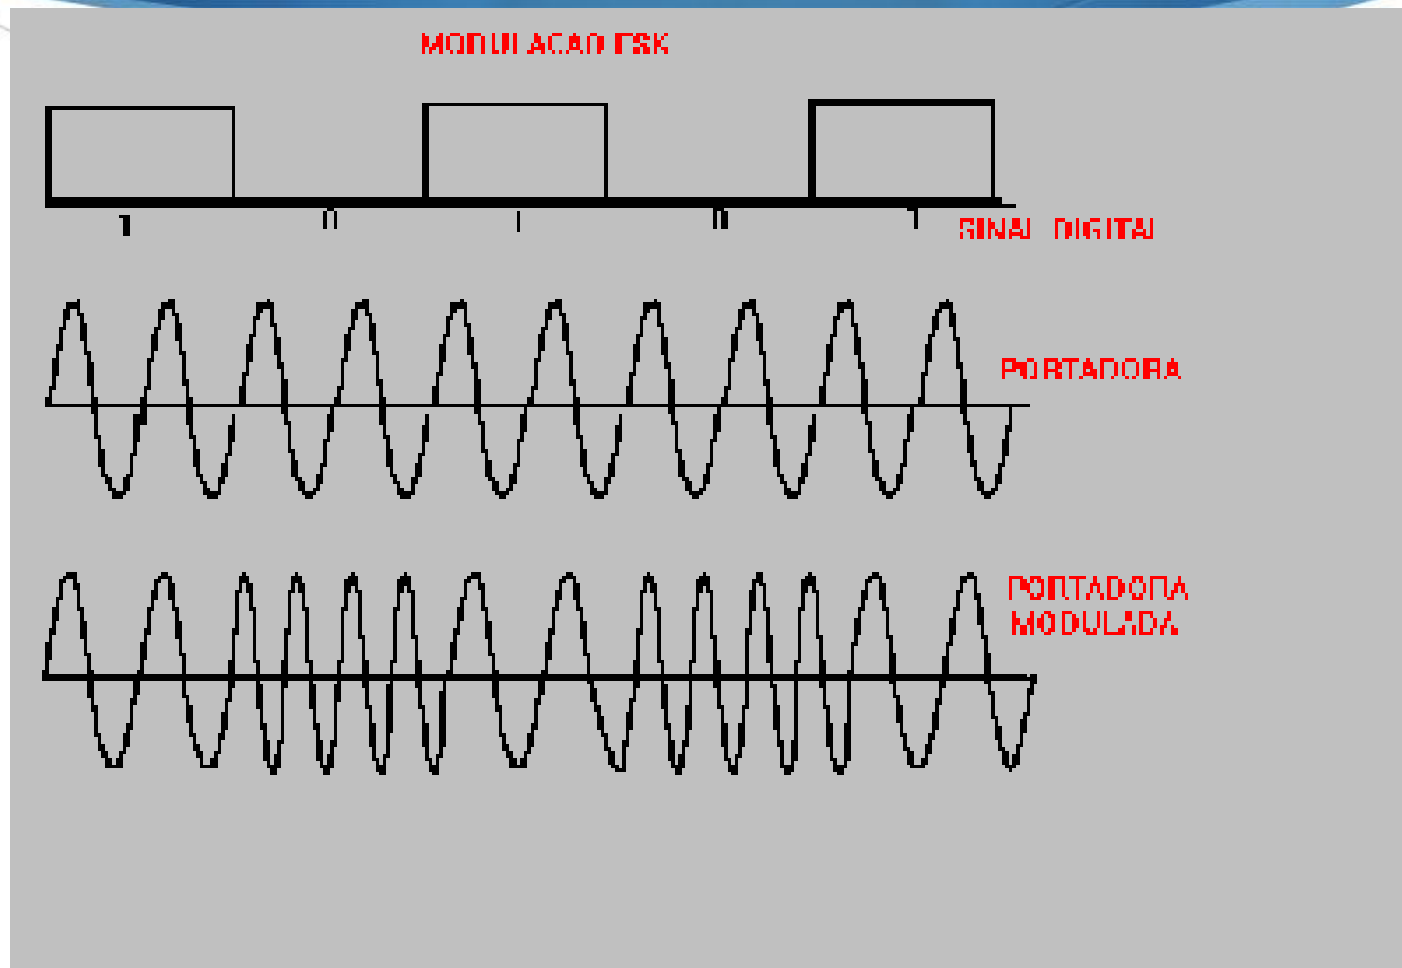 MODULACAO FSK
1 0 1 0 1
SINAL DIGITAL
PORTADORA
PORTADORA
MODULADA